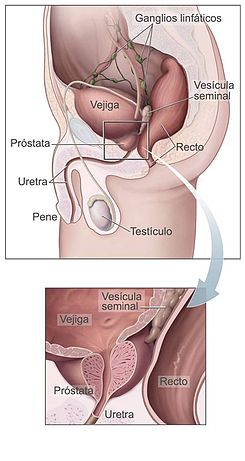 Ganglios linfáticos
Vesícula
seminal
Vejiga
Próstata
Recto
Uretra
Pene
Testículo
Vesícula
seminal
Vejiga
Próstata
Recto
Uretra